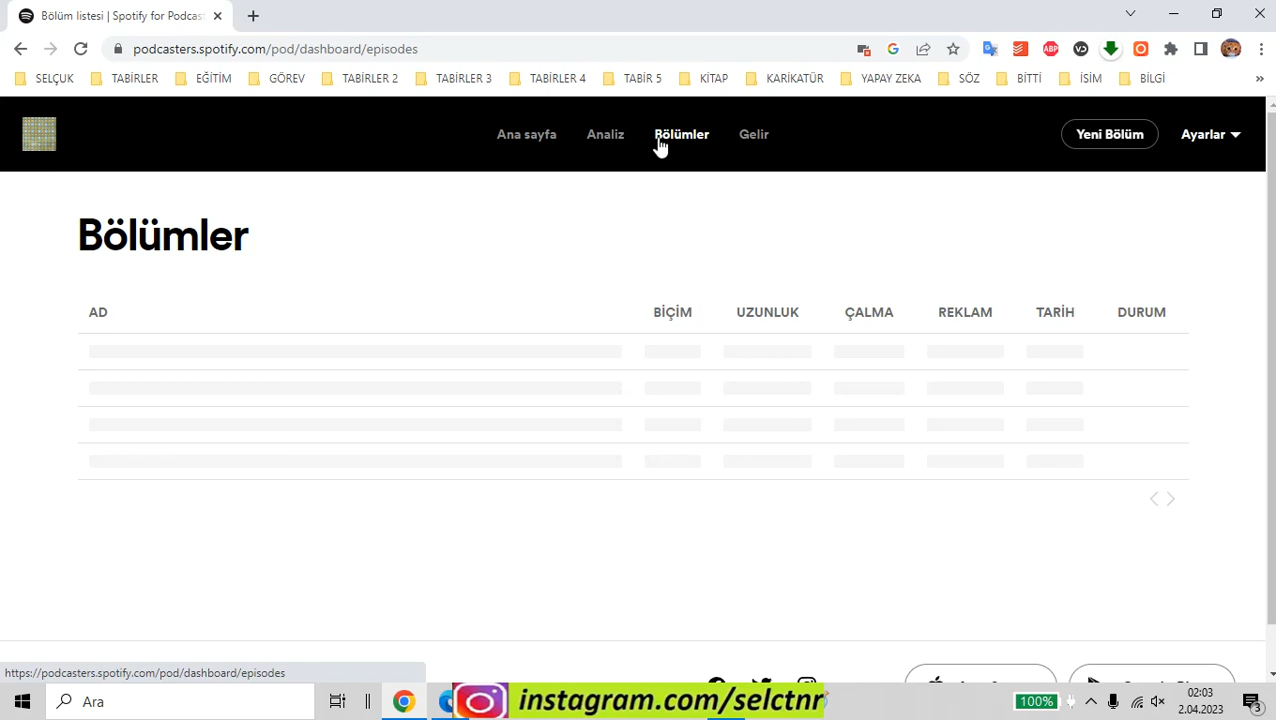 Bölüm listesi | Spotify for Podcast
podcasters.spotify.com/pod/dashboard/episodes
SELÇUK TABİRLER EĞİTİM GÖREV TABİRLER 2 TABİRLER 3 TABİRLER 4 TABİR 5 KİTAP KARİKATÜR YAPAY ZEKA SÖZ BİTTİ İSİM BİLGİ »
Ana sayfa Analiz Bölümler Gelir Yeni Bölüm Ayarlar
Bölümler
AD BİÇİM UZUNLUK ÇALMA REKLAM TARİH DURUM
https://podcasters.spotify.com/pod/dashboard/episodes
Ara
instagram.com/selctnr
100%
02:03
2.04.2023
3